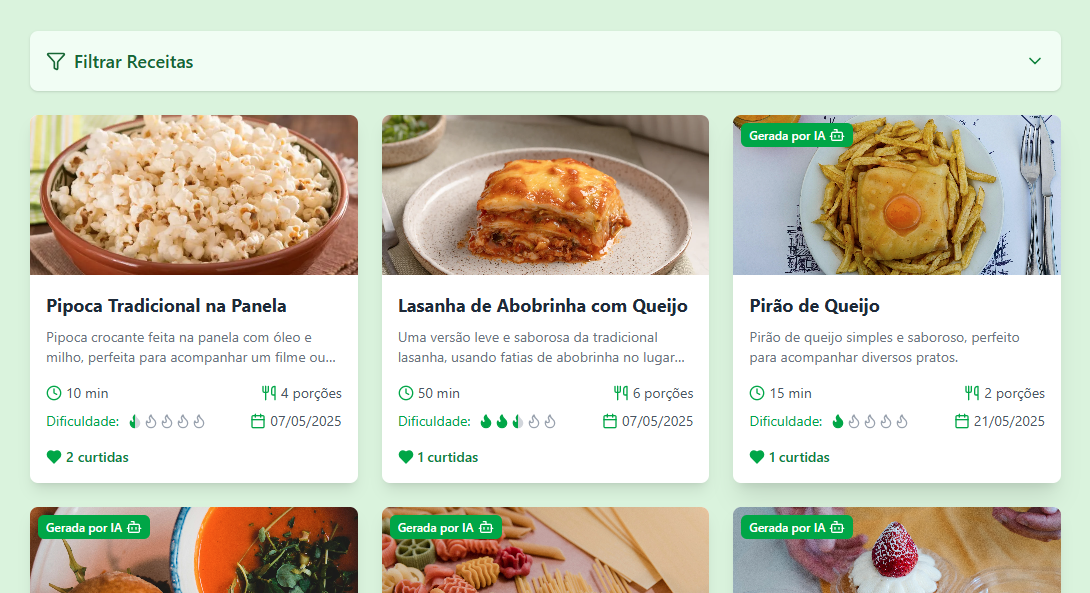 Filtrar Receitas
Gerada por IA
Pipoca Tradicional na Panela
Pipoca crocante feita na panela com óleo e
milho, perfeita para acompanhar um filme ou...
10 min
4 porções
Dificuldade:
07/05/2025
2 curtidas
Lasanha de Abobrinha com Queijo
Uma versão leve e saborosa da tradicional
lasanha, usando fatias de abobrinha no lugar...
50 min
6 porções
Dificuldade:
07/05/2025
1 curtidas
Pirão de Queijo
Pirão de queijo simples e saboroso, perfeito
para acompanhar diversos pratos.
15 min
2 porções
Dificuldade:
21/05/2025
1 curtidas
Gerada por IA
Gerada por IA
Gerada por IA